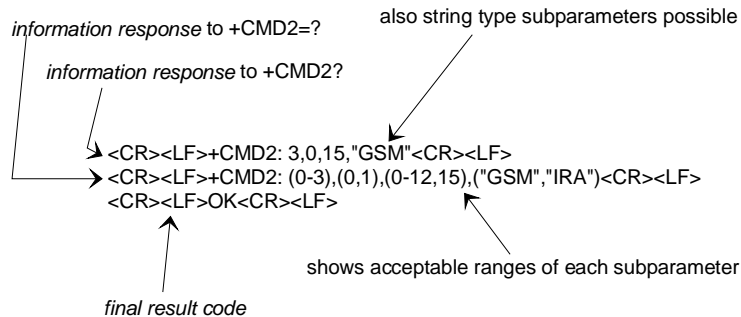 also string type subparameters possible
information response to +CMD2=?
information response to +CMD2?
<CR><LF>+CMD2: 3,0,15,"GSM"<CR><LF>
<CR><LF>+CMD2: (0-3),(0,1),(0-12,15),("GSM","IRA")<CR><LF>
<CR><LF>OK<CR><LF>
shows acceptable ranges of each subparameter
final result code